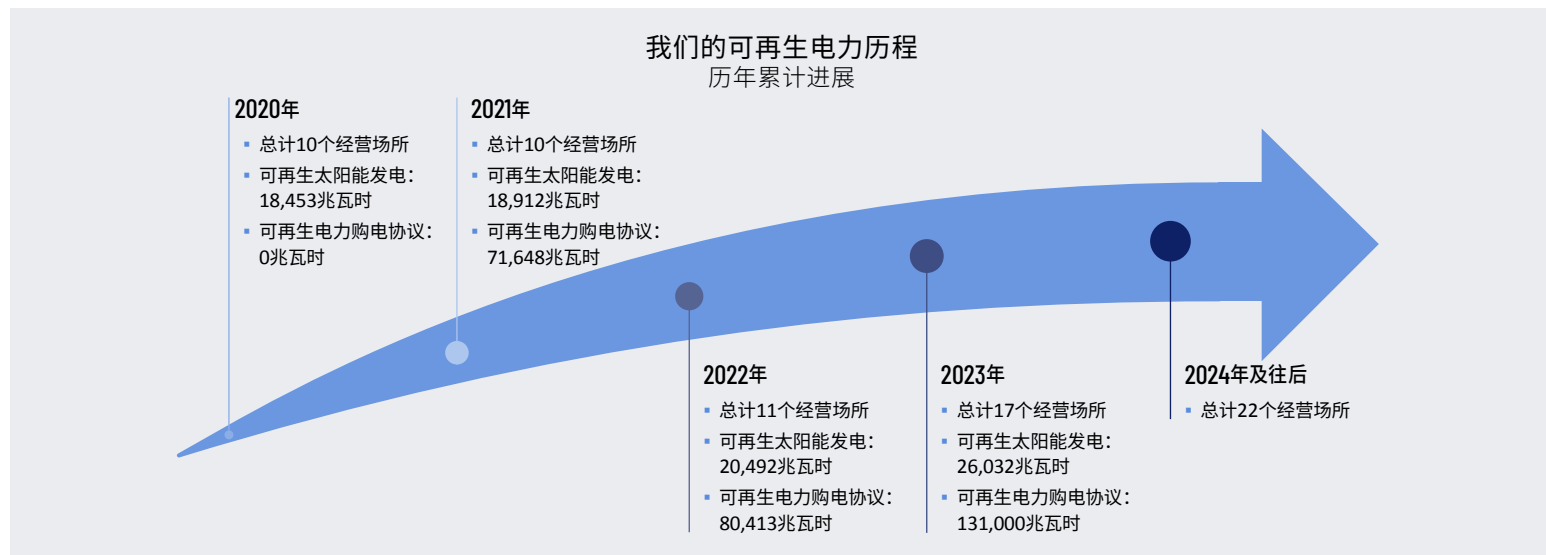 我们的可再生电力历程
历年累计进展
2020年
▪ 总计10个经营场所
▪ 可再生太阳能发电：
18,453兆瓦时
▪ 可再生电力购电协议：
0兆瓦时
2021年
▪ 总计10个经营场所
▪ 可再生太阳能发电：
18,912兆瓦时
▪ 可再生电力购电协议：
71,648兆瓦时
2022年
▪ 总计11个经营场所
▪ 可再生太阳能发电：
20,492兆瓦时
▪ 可再生电力购电协议：
80,413兆瓦时
2023年
▪ 总计17个经营场所
▪ 可再生太阳能发电：
26,032兆瓦时
▪ 可再生电力购电协议：
131,000兆瓦时
2024年及往后
▪ 总计22个经营场所